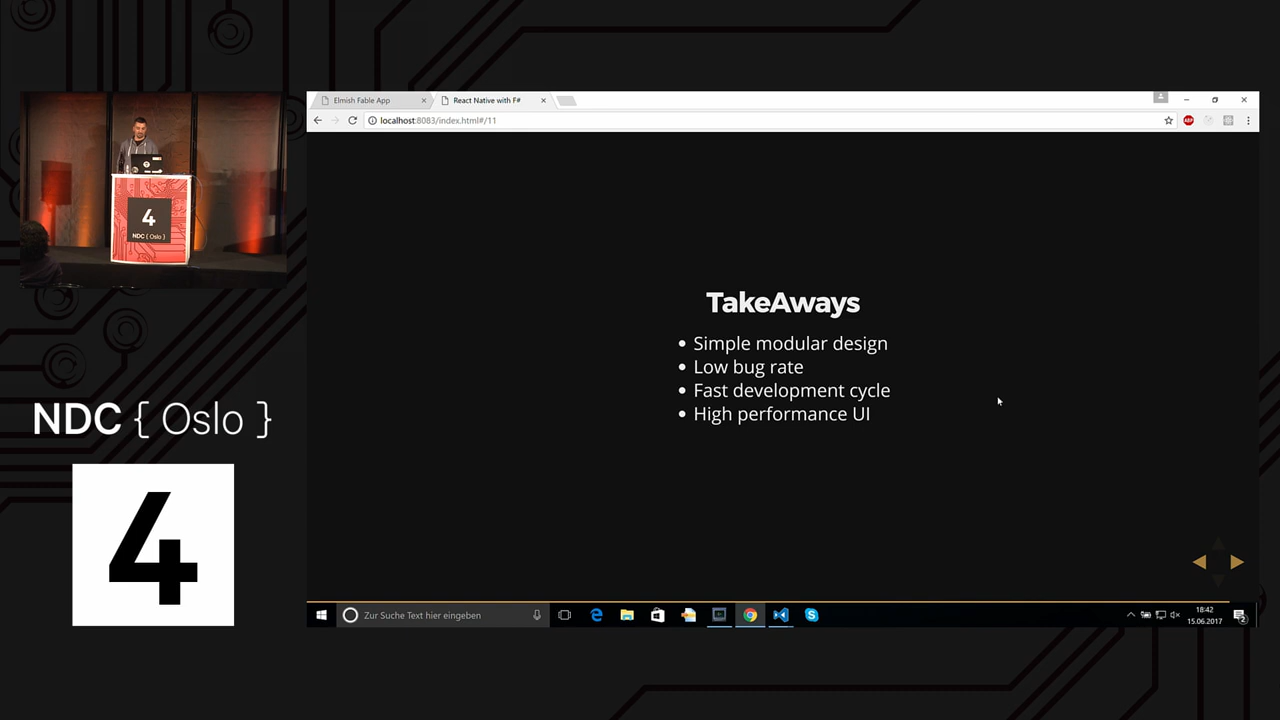 Elmish Fable App
React Native with F#
localhost:8083/index.html#/11
ABP
4
NDC { Oslo }
TakeAways
• Simple modular design
• Low bug rate
• Fast development cycle
• High performance UI
NDC { Oslo }
4
Zur Suche Text hier eingeben
18:42
15.06.2017
2